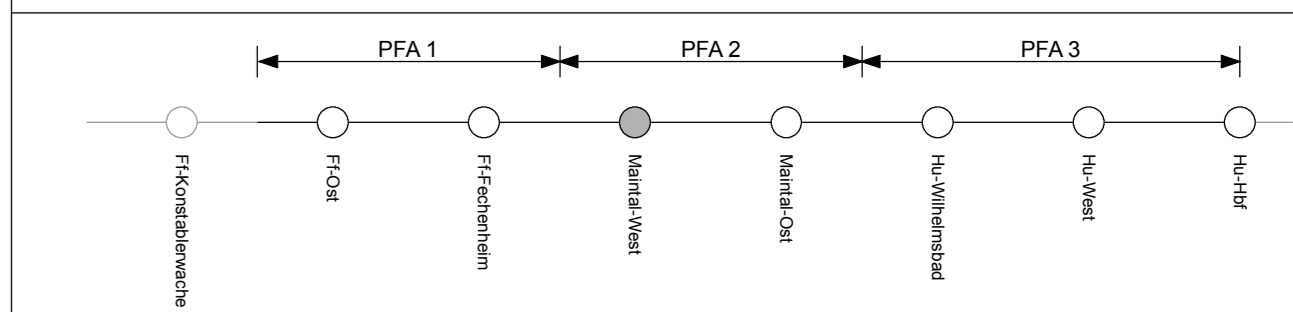 PFA 1
PFA 2
PFA 3
Ff-Konstablerwache
Ff-Ost
Ff-Fechenheim
Maintal-West
Maintal-Ost
Hu-Wilhelmsbad
Hu-West
Hu-Hbf